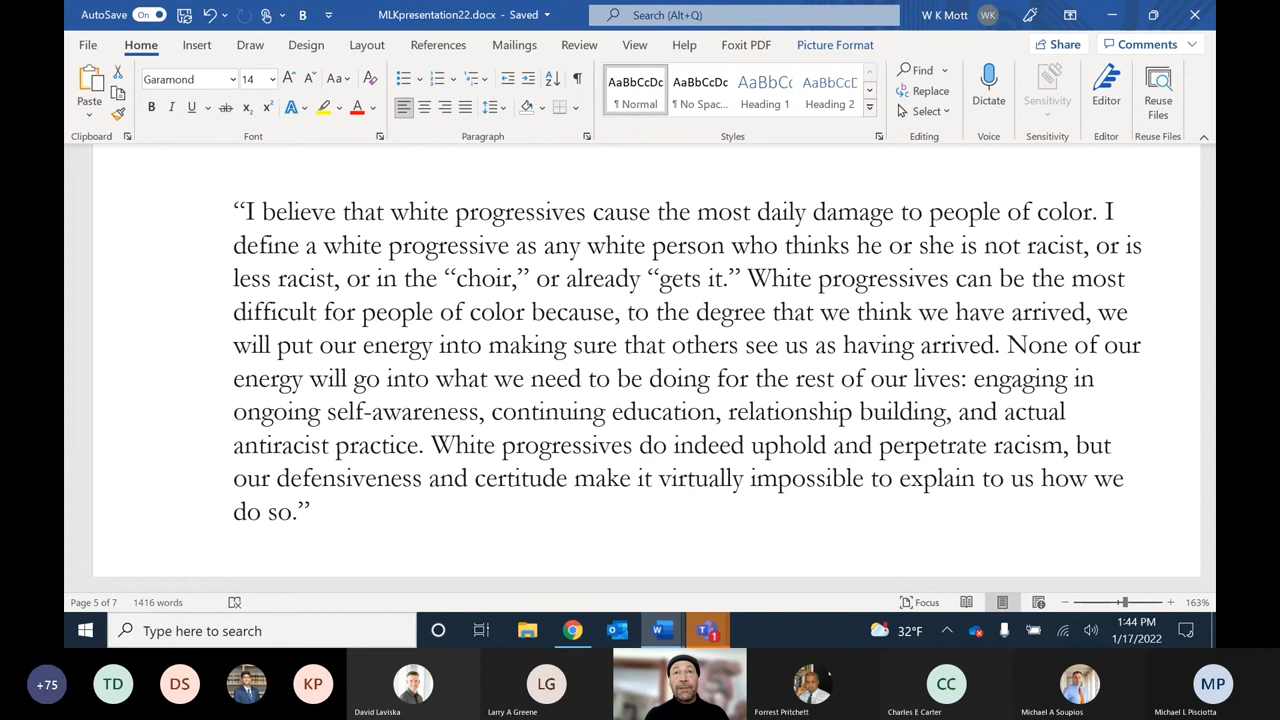 AutoSave On MLKpresentation22.docx - Saved Search (Alt+Q) W K Mott WK
File Home Insert Draw Design Layout References Mailings Review View Help Foxit PDF Picture Format Share Comments
Paste Garamond 14 Aa AaBbCcDc AaBbCcDc AaBbCc AaBbCcD Find Replace Select Dictate Sensitivity Editor Reuse Files
B I U ab x₂ x² A A ¶ Normal ¶ No Spac... Heading 1 Heading 2
Clipboard Font Paragraph Styles Editing Voice Sensitivity Editor Reuse Files
“I believe that white progressives cause the most daily damage to people of color. I
define a white progressive as any white person who thinks he or she is not racist, or is
less racist, or in the “choir,” or already “gets it.” White progressives can be the most
difficult for people of color because, to the degree that we think we have arrived, we
will put our energy into making sure that others see us as having arrived. None of our
energy will go into what we need to be doing for the rest of our lives: engaging in
ongoing self-awareness, continuing education, relationship building, and actual
antiracist practice. White progressives do indeed uphold and perpetrate racism, but
our defensiveness and certitude make it virtually impossible to explain to us how we
do so.”
Page 5 of 7 1416 words Focus 163%
Type here to search 32°F 1:44 PM
1/17/2022
+75 TD DS KP LG CC MP
David Laviska Larry A Greene Forrest Pritchett Charles E Carter Michael A Soupios Michael L Pisciotta